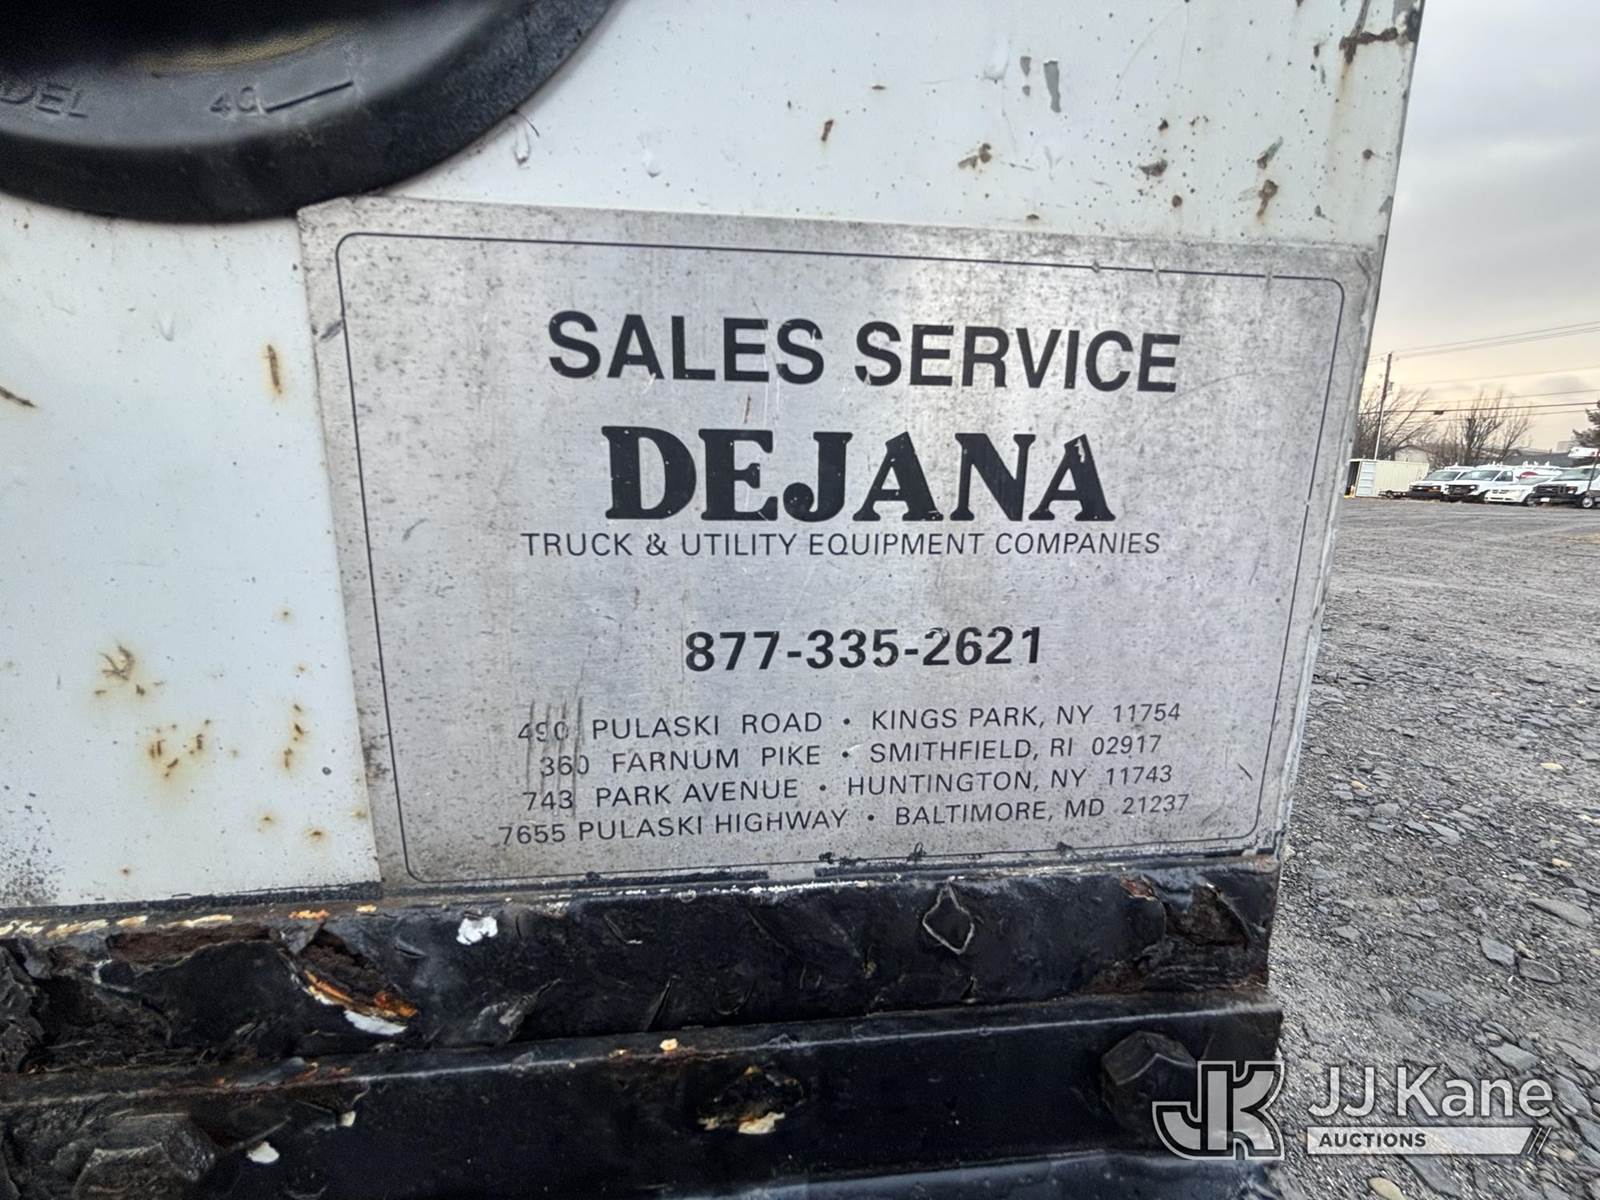 40
SALES SERVICE
DEJANA
TRUCK & UTILITY EQUIPMENT COMPANIES
877-335-2621
490 PULASKI ROAD • KINGS PARK, NY 11754
360 FARNUM PIKE • SMITHFIELD, RI 02917
743 PARK AVENUE • HUNTINGTON, NY 11743
7655 PULASKI HIGHWAY • BALTIMORE, MD 21237
JK JJ Kane
AUCTIONS